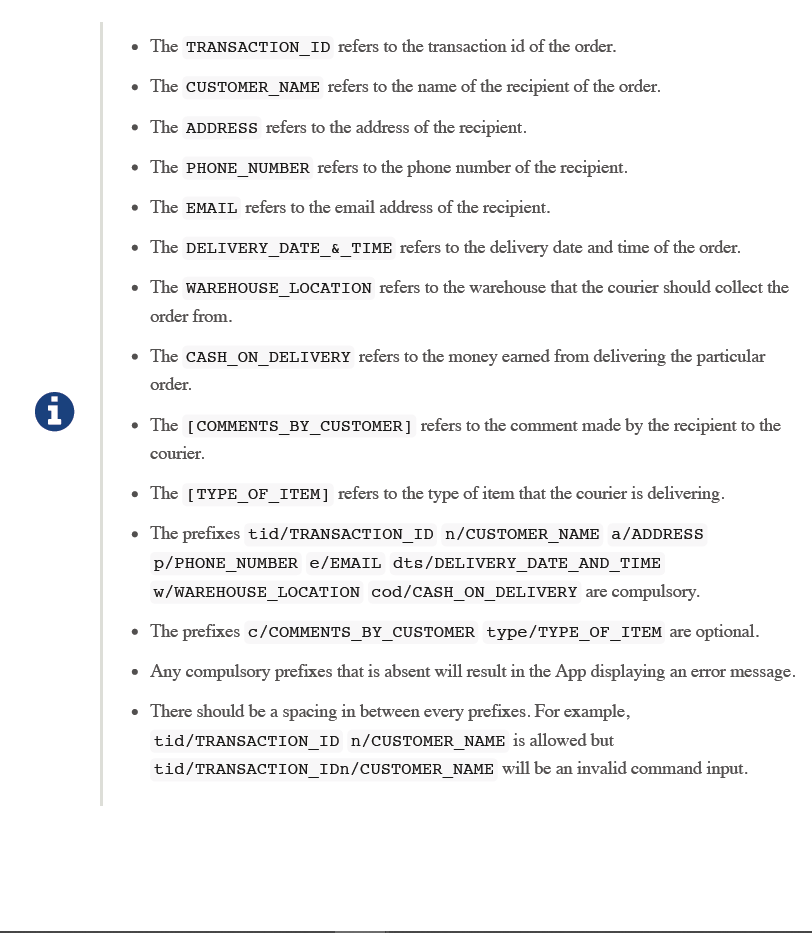 • The TRANSACTION_ID refers to the transaction id of the order.
• The CUSTOMER_NAME refers to the name of the recipient of the order.
• The ADDRESS refers to the address of the recipient.
• The PHONE_NUMBER refers to the phone number of the recipient.
• The EMAIL refers to the email address of the recipient.
• The DELIVERY_DATE_&_TIME refers to the delivery date and time of the order.
• The WAREHOUSE_LOCATION refers to the warehouse that the courier should collect the
order from.
• The CASH_ON_DELIVERY refers to the money earned from delivering the particular
order.
• The [COMMENTS_BY_CUSTOMER] refers to the comment made by the recipient to the
courier.
• The [TYPE_OF_ITEM] refers to the type of item that the courier is delivering.
• The prefixes tid/TRANSACTION_ID n/CUSTOMER_NAME a/ADDRESS
p/PHONE_NUMBER e/EMAIL dts/DELIVERY_DATE_AND_TIME
w/WAREHOUSE_LOCATION cod/CASH_ON_DELIVERY are compulsory.
• The prefixes c/COMMENTS_BY_CUSTOMER type/TYPE_OF_ITEM are optional.
• Any compulsory prefixes that is absent will result in the App displaying an error message.
• There should be a spacing in between every prefixes. For example,
tid/TRANSACTION_ID n/CUSTOMER_NAME is allowed but
tid/TRANSACTION_IDn/CUSTOMER_NAME will be an invalid command input.